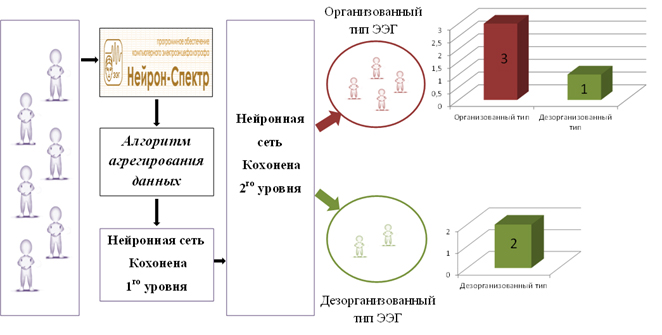 программное обеспечение
компьютерного электроэнцефалографа
Нейрон-Спектр
ЭЭГ
Алгоритм
агрегирования
данных
Нейронная сеть
Кохонена
1го уровня
Нейронная
сеть
Кохонена
2го уровня
Организованный
тип ЭЭГ
Дезорганизованный
тип ЭЭГ
3
2,5
2
1,5
1
0,5
0
3
1
Организованный тип
Дезорганизованный
тип
2
1
0
2
Дезорганизованный тип